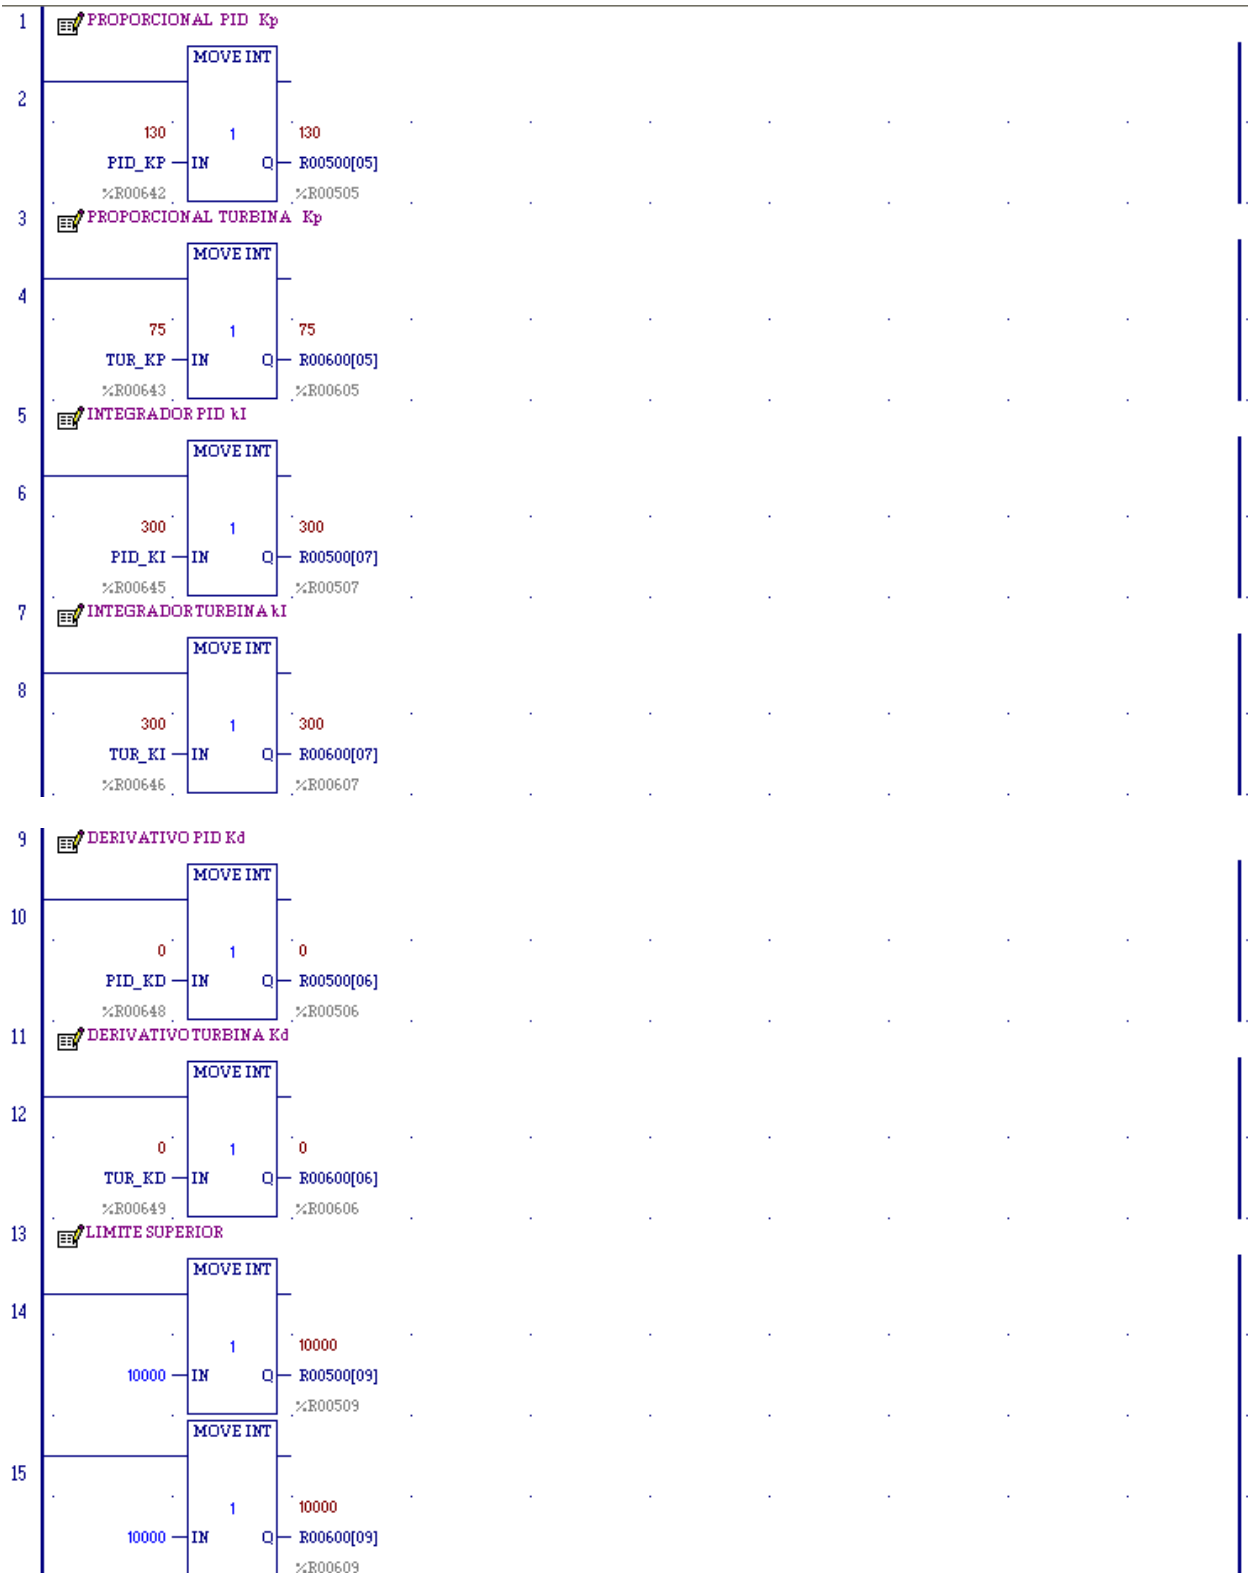 1 PROPORCIONAL PID Kp
MOVE INT
2
130 1 130
PID_KP IN Q R00500[05]
%R00642 %R00505
3 PROPORCIONAL TURBINA Kp
MOVE INT
4
75 1 75
TUR_KP IN Q R00600[05]
%R00643 %R00605
5 INTEGRADOR PID kI
MOVE INT
6
300 1 300
PID_KI IN Q R00500[07]
%R00645 %R00507
7 INTEGRADOR TURBINA kI
MOVE INT
8
300 1 300
TUR_KI IN Q R00600[07]
%R00646 %R00607
9 DERIVATIVO PID Kd
MOVE INT
10
0 1 0
PID_KD IN Q R00500[06]
%R00648 %R00506
11 DERIVATIVO TURBINA Kd
MOVE INT
12
0 1 0
TUR_KD IN Q R00600[06]
%R00649 %R00606
13 LIMITE SUPERIOR
MOVE INT
14
1 10000
10000 IN Q R00500[09]
%R00509
MOVE INT
15
1 10000
10000 IN Q R00600[09]
%R00609